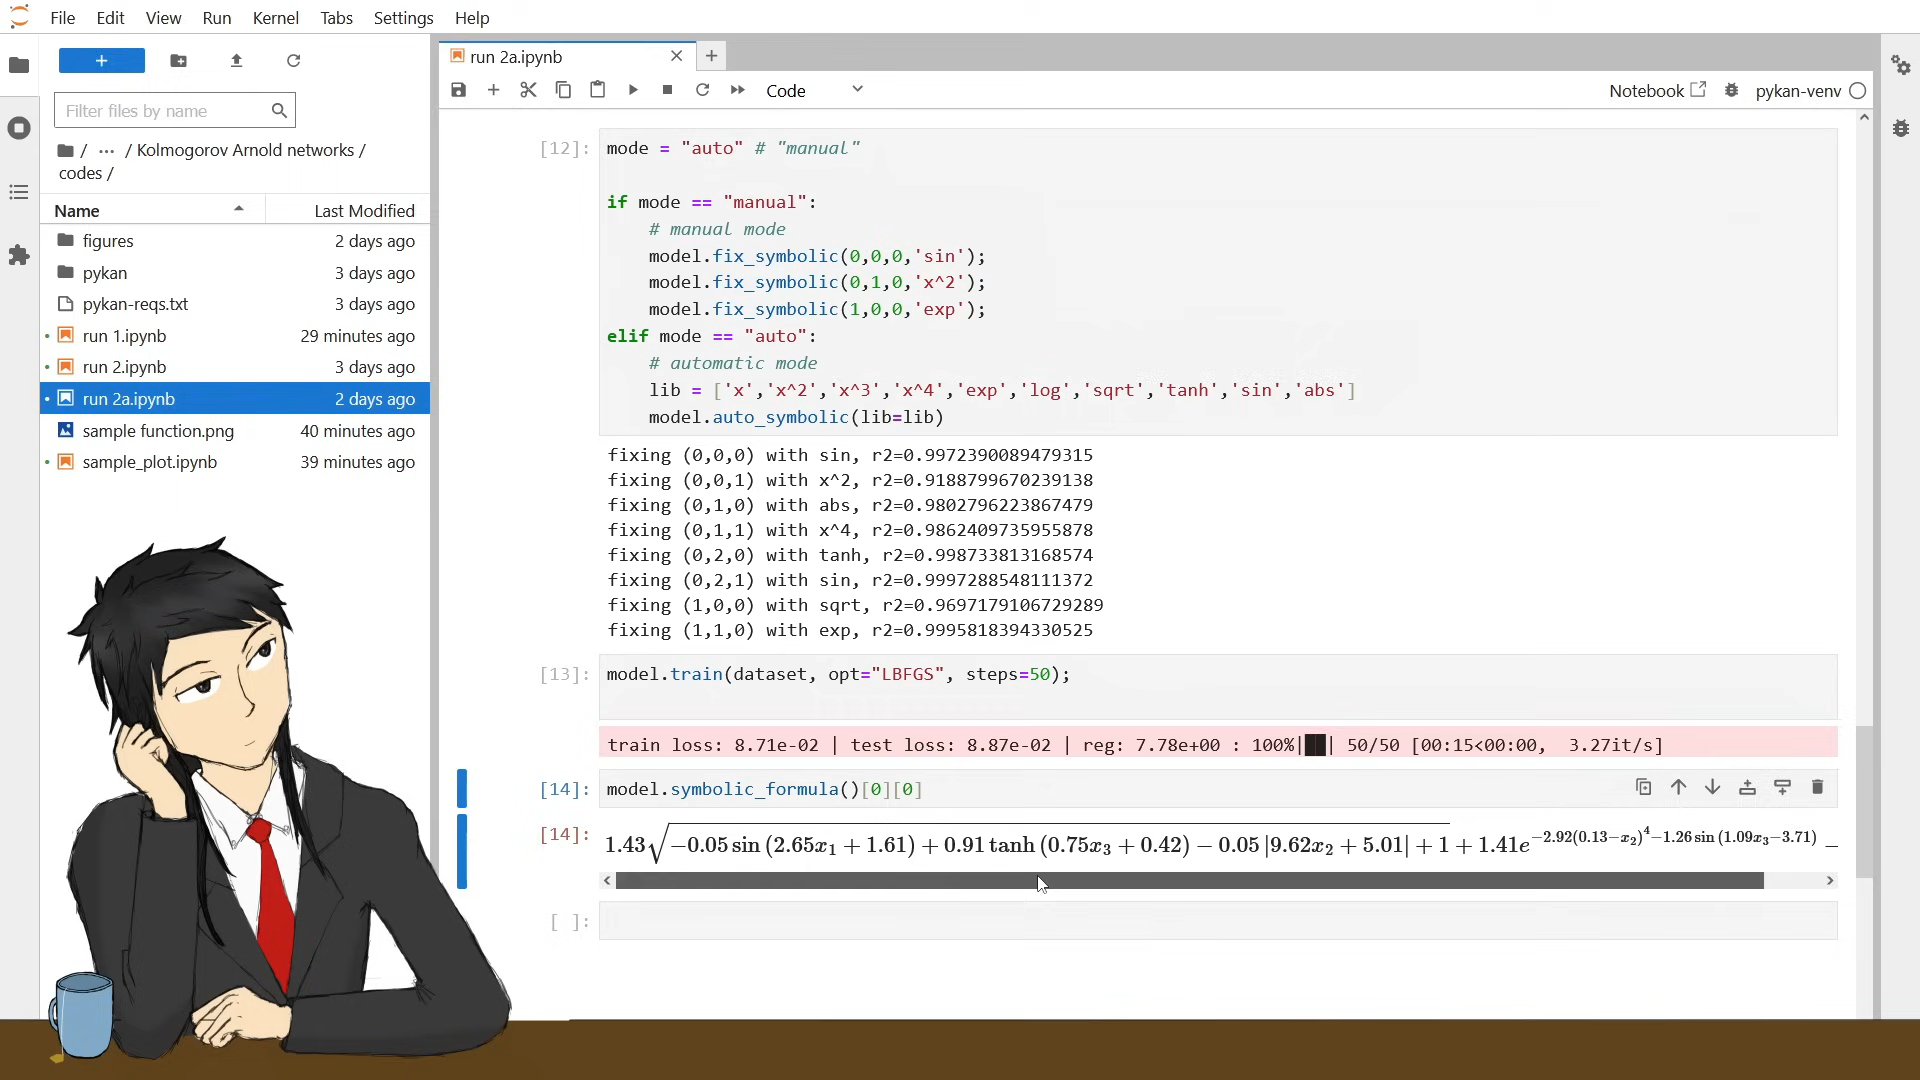 File Edit View Run Kernel Tabs Settings Help
+
Filter files by name
/ ··· / Kolmogorov Arnold networks /
codes /
Name Last Modified
figures 2 days ago
pykan 3 days ago
pykan-reqs.txt 3 days ago
run 1.ipynb 29 minutes ago
run 2.ipynb 3 days ago
run 2a.ipynb 2 days ago
sample function.png 40 minutes ago
sample_plot.ipynb 39 minutes ago
run 2a.ipynb
Code Notebook pykan-venv
[12]: mode = "auto" # "manual"
if mode == "manual":
# manual mode
model.fix_symbolic(0,0,0,'sin');
model.fix_symbolic(0,1,0,'x^2');
model.fix_symbolic(1,0,0,'exp');
elif mode == "auto":
# automatic mode
lib = ['x','x^2','x^3','x^4','exp','log','sqrt','tanh','sin','abs']
model.auto_symbolic(lib=lib)
fixing (0,0,0) with sin, r2=0.9972390089479315
fixing (0,0,1) with x^2, r2=0.9188799670239138
fixing (0,1,0) with abs, r2=0.9802796223867479
fixing (0,1,1) with x^4, r2=0.9862409735955878
fixing (0,2,0) with tanh, r2=0.998733813168574
fixing (0,2,1) with sin, r2=0.9997288548111372
fixing (1,0,0) with sqrt, r2=0.9697179106729289
fixing (1,1,0) with exp, r2=0.9995818394330525
[13]: model.train(dataset, opt="LBFGS", steps=50);
train loss: 8.71e-02 | test loss: 8.87e-02 | reg: 7.78e+00 : 100%|██| 50/50 [00:15<00:00, 3.27it/s]
[14]: model.symbolic_formula()[0][0]
[14]: 1.43√(−0.05 sin (2.65x₁ + 1.61) + 0.91 tanh (0.75x₃ + 0.42) − 0.05 |9.62x₂ + 5.01| + 1) + 1.41e^(−2.92(0.13−x₂)⁴−1.26 sin (1.09x₃−3.71)) −
[ ]: